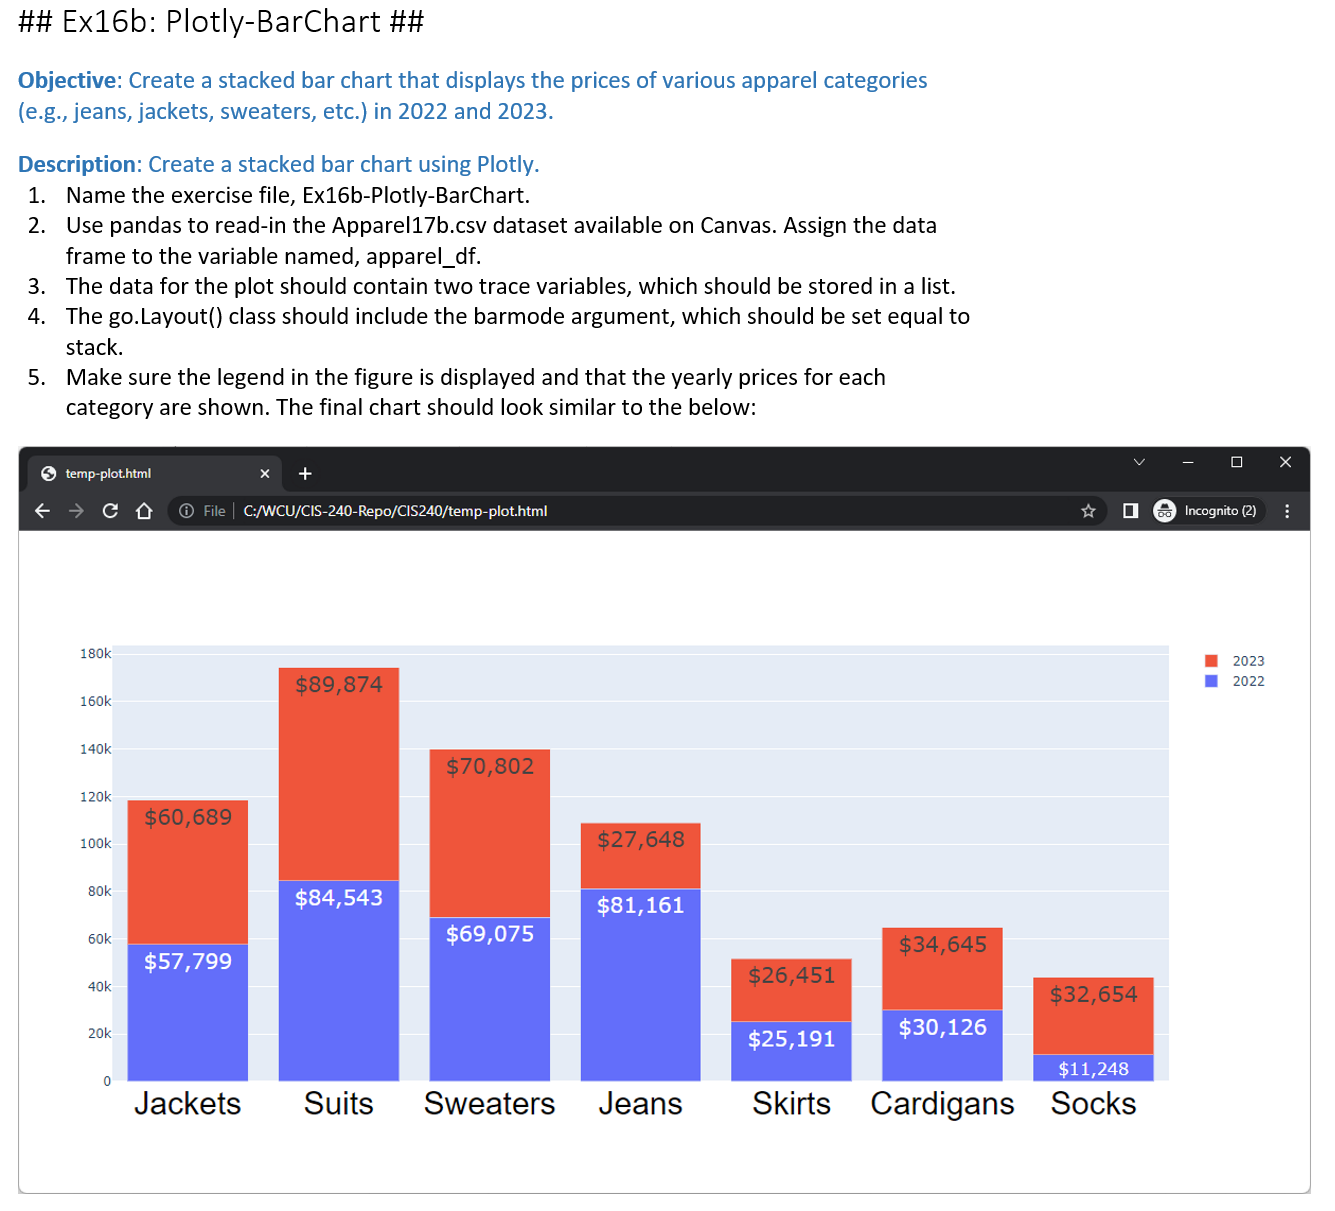 ## Ex16b: Plotly-BarChart ##
Objective: Create a stacked bar chart that displays the prices of various apparel categories
(e.g., jeans, jackets, sweaters, etc.) in 2022 and 2023.
Description: Create a stacked bar chart using Plotly.
1. Name the exercise file, Ex16b-Plotly-BarChart.
2. Use pandas to read-in the Apparel17b.csv dataset available on Canvas. Assign the data
frame to the variable named, apparel_df.
3. The data for the plot should contain two trace variables, which should be stored in a list.
4. The go.Layout() class should include the barmode argument, which should be set equal to
stack.
5. Make sure the legend in the figure is displayed and that the yearly prices for each
category are shown. The final chart should look similar to the below:
temp-plot.html
File | C:/WCU/CIS-240-Repo/CIS240/temp-plot.html Incognito (2)
180k
160k
140k
120k
100k
80k
60k
40k
20k
0
$89,874
$70,802
$60,689
$27,648
$84,543
$81,161
$69,075
$34,645
$57,799
$26,451
$32,654
$30,126
$25,191
$11,248
Jackets Suits Sweaters Jeans Skirts Cardigans Socks
2023
2022